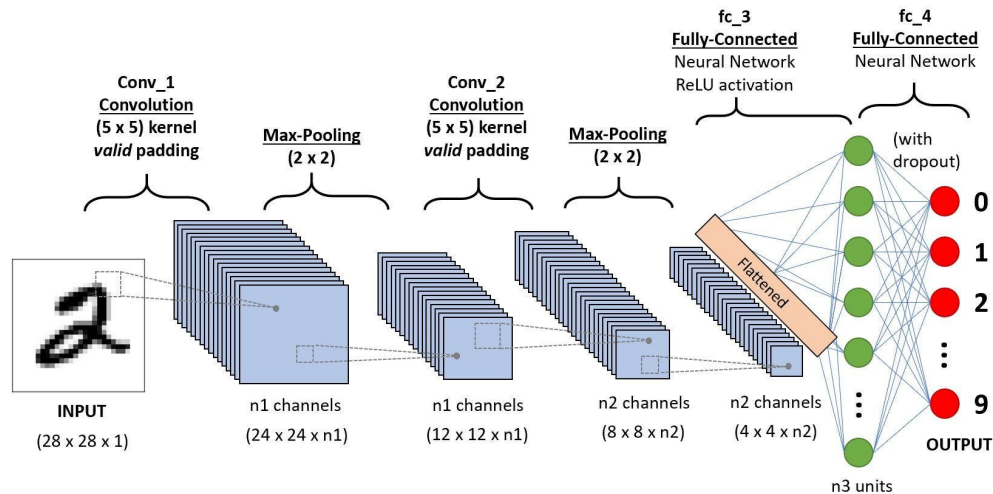 fc_3
Fully-Connected
Neural Network
ReLU activation
fc_4
Fully-Connected
Neural Network
Conv_1
Convolution
(5 x 5) kernel
valid padding
Max-Pooling
(2 x 2)
Conv_2
Convolution
(5 x 5) kernel
valid padding
Max-Pooling
(2 x 2)
(with
dropout)
Flattened
0
1
2
9
INPUT
(28 x 28 x 1)
n1 channels
(24 x 24 x n1)
n1 channels
(12 x 12 x n1)
n2 channels
(8 x 8 x n2)
n2 channels
(4 x 4 x n2)
OUTPUT
n3 units
2